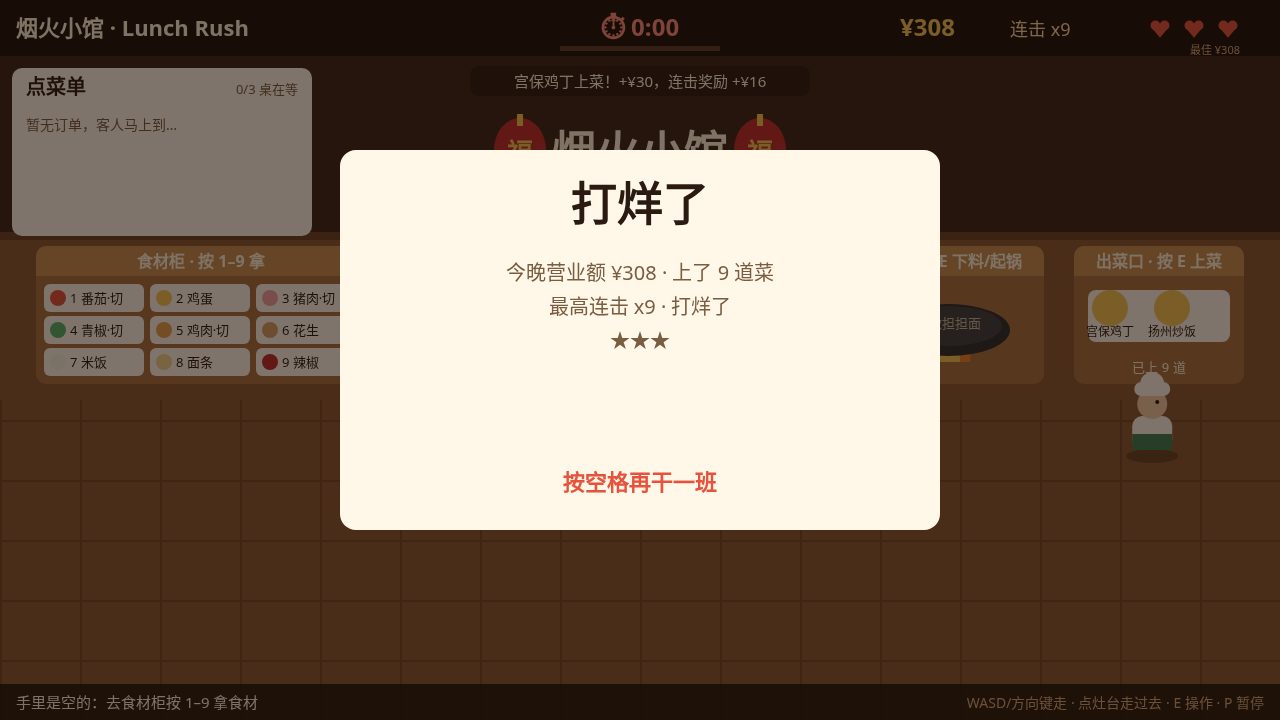 烟火小馆 · Lunch Rush
0:00
¥308
连击 x9
最佳 ¥308
点菜单
0/3 桌在等
暂无订单，客人马上到…
宫保鸡丁上菜！+¥30，连击奖励 +¥16
福 烟火小馆 福
打烊了
今晚营业额 ¥308 · 上了 9 道菜
最高连击 x9 · 打烊了
★★★
按空格再干一班
食材柜 · 按 1–9 拿
1 番茄·切
2 鸡蛋
3 猪肉·切
4 青椒·切
5 鸡肉·切
6 花生
7 米饭
8 面条
9 辣椒
E 下料/起锅
担担面
出菜口 · 按 E 上菜
宫保鸡丁
扬州炒饭
已上 9 道
手里是空的：去食材柜按 1–9 拿食材
WASD/方向键走 · 点灶台走过去 · E 操作 · P 暂停